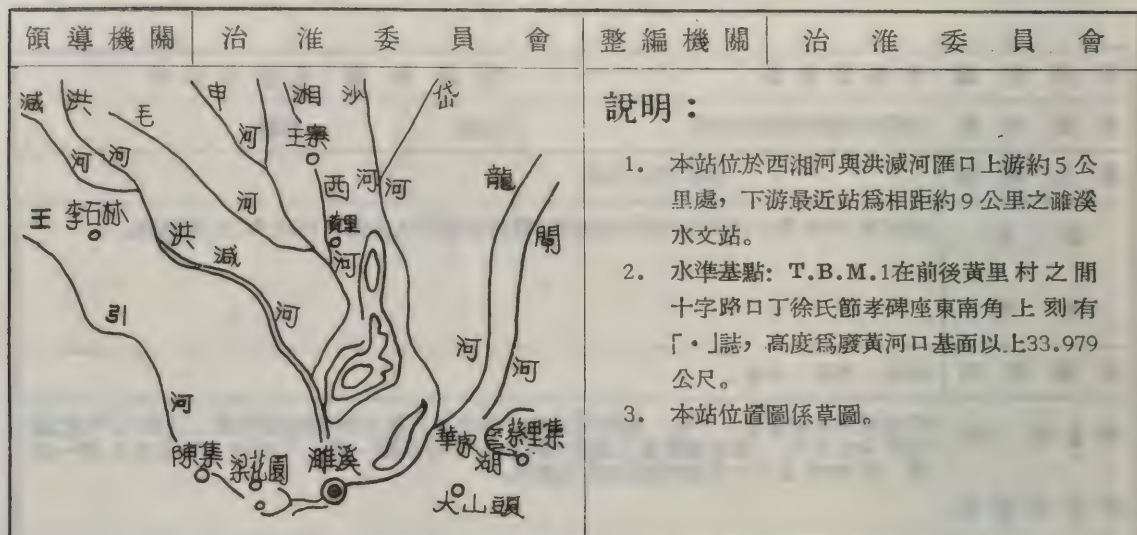 領導機關 治淮委員會 整編機關 治淮委員會
減河
洪河
毛河
申河
湘
西河
沙河
岱
龍河
閘河
王寨
黃里
李石林
洪減河
王引河
陳集
梁花園
濉溪
華家湖
蔡里集
大山頭
說明：
1. 本站位於西湘河與洪減河匯口上游約5公
里處，下游最近站爲相距約9公里之濉溪
水文站。
2. 水準基點: T.B.M.1在前後黃里村之間
十字路口丁徐氏節孝碑座東南角上刻有
「·」誌，高度爲廢黃河口基面以上33.979
公尺。
3. 本站位置圖係草圖。